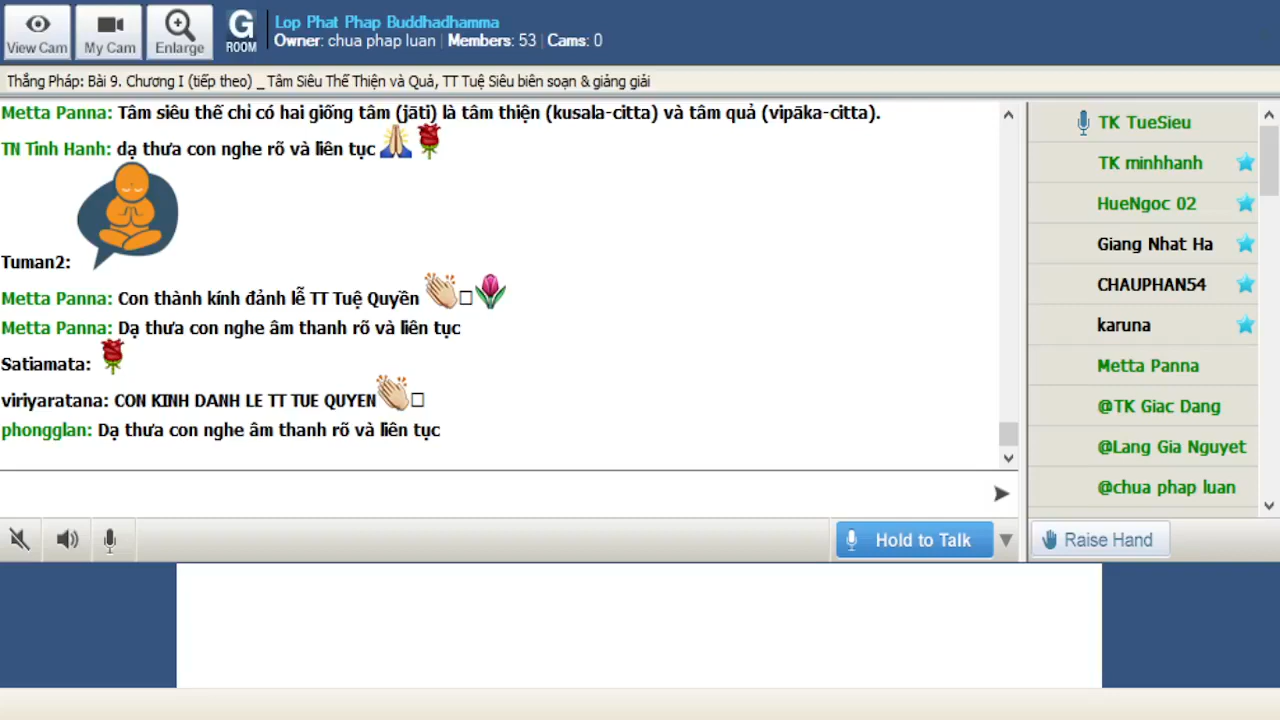 View Cam
My Cam
Enlarge
G
ROOM
Lop Phat Phap Buddhadhamma
Owner: chua phap luan | Members: 53 | Cams: 0
Thắng Pháp: Bài 9. Chương I (tiếp theo) _ Tâm Siêu Thế Thiện và Quả, TT Tuệ Siêu biên soạn & giảng giải
Metta Panna: Tâm siêu thế chỉ có hai giống tâm (jāti) là tâm thiện (kusala-citta) và tâm quả (vipāka-citta).
TN Tinh Hanh: dạ thưa con nghe rõ và liên tục
Tuman2:
Metta Panna: Con thành kính đảnh lễ TT Tuệ Quyền
Metta Panna: Dạ thưa con nghe âm thanh rõ và liên tục
Satiamata:
viriyaratana: CON KINH DANH LE TT TUE QUYEN
phongglan: Dạ thưa con nghe âm thanh rõ và liên tục
TK TueSieu
TK minhhanh
HueNgoc 02
Giang Nhat Ha
CHAUPHAN54
karuna
Metta Panna
@TK Giac Dang
@Lang Gia Nguyet
@chua phap luan
Hold to Talk
Raise Hand